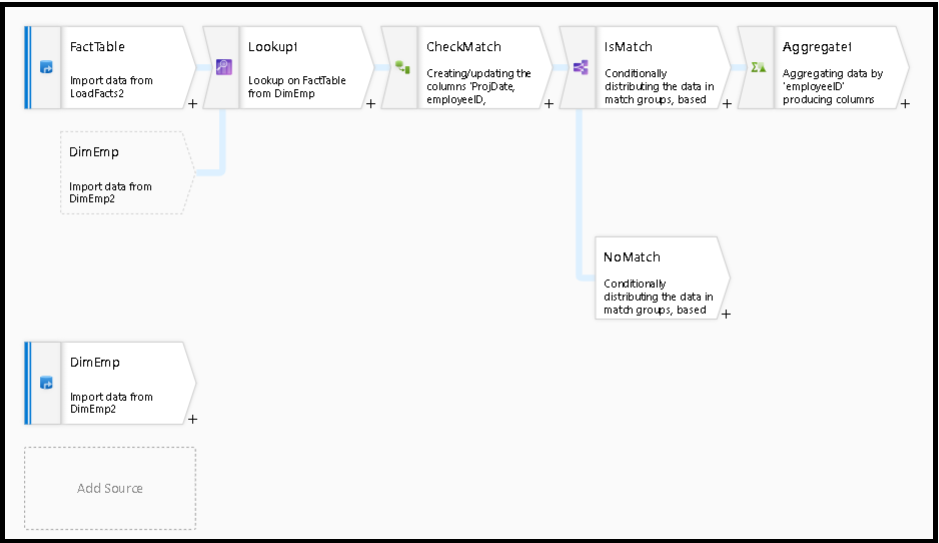 FactTable
Import data from
LoadFacts2
+
Lookup1
Lookup on FactTable
from DimEmp
+
CheckMatch
Creating/updating the
columns 'ProjDate,
employeeID,
+
IsMatch
Conditionally
distributing the data in
match groups, based
+
Aggregate1
Aggregating data by
'employeeID'
producing columns
+
DimEmp
Import data from
DimEmp2
NoMatch
Conditionally
distributing the data in
match groups, based
+
DimEmp
Import data from
DimEmp2
+
Add Source